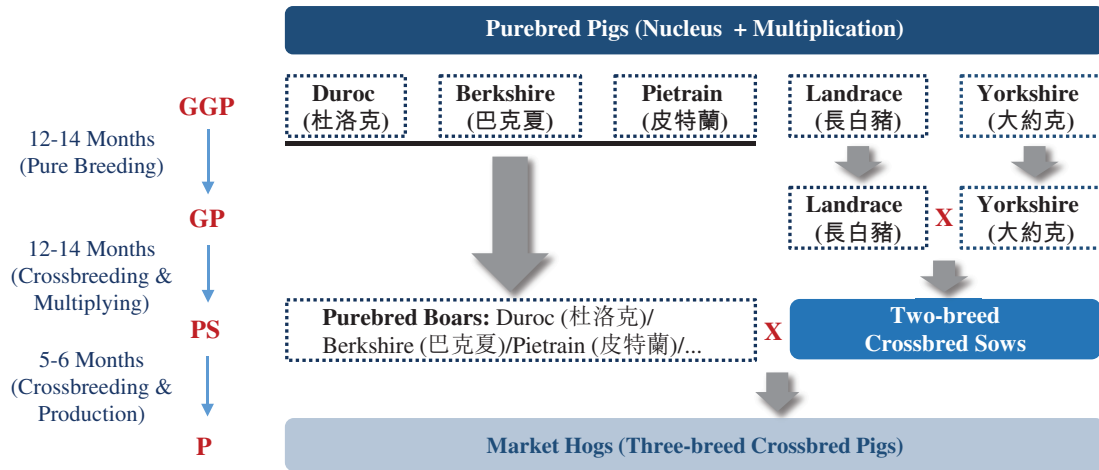 Purebred Pigs (Nucleus + Multiplication)
GGP
Duroc
(杜洛克)
Berkshire
(巴克夏)
Pietrain
(皮特蘭)
Landrace
(長白豬)
Yorkshire
(大約克)
12-14 Months
(Pure Breeding)
GP
Landrace
(長白豬)
X
Yorkshire
(大約克)
12-14 Months
(Crossbreeding &
Multiplying)
PS
Purebred Boars: Duroc (杜洛克)/
Berkshire (巴克夏)/Pietrain (皮特蘭)/...
X
Two-breed
Crossbred Sows
5-6 Months
(Crossbreeding &
Production)
P
Market Hogs (Three-breed Crossbred Pigs)